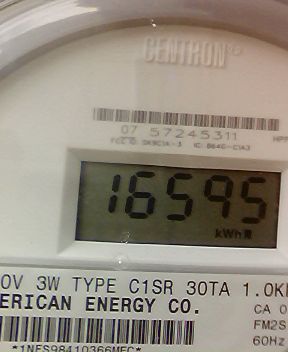 CENTRON®
07 57245311
16595
kWh
0V 3W TYPE C1SR 30TA 1.0K
ERICAN ENERGY CO.
CA 0
FM2S
60Hz
*1NES98410366MEC*